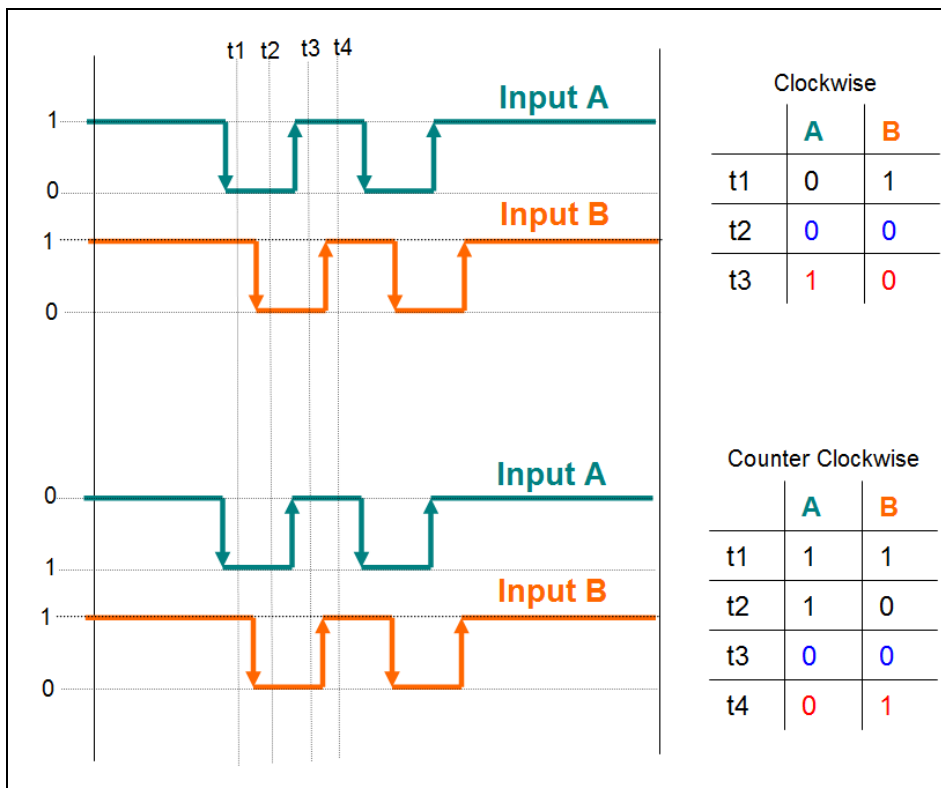 t1 t2 t3 t4
Input A
1
0
Input B
1
0
Clockwise
A B
t1 0 1
t2 0 0
t3 1 0
Input A
0
1
Input B
1
0
Counter Clockwise
A B
t1 1 1
t2 1 0
t3 0 0
t4 0 1